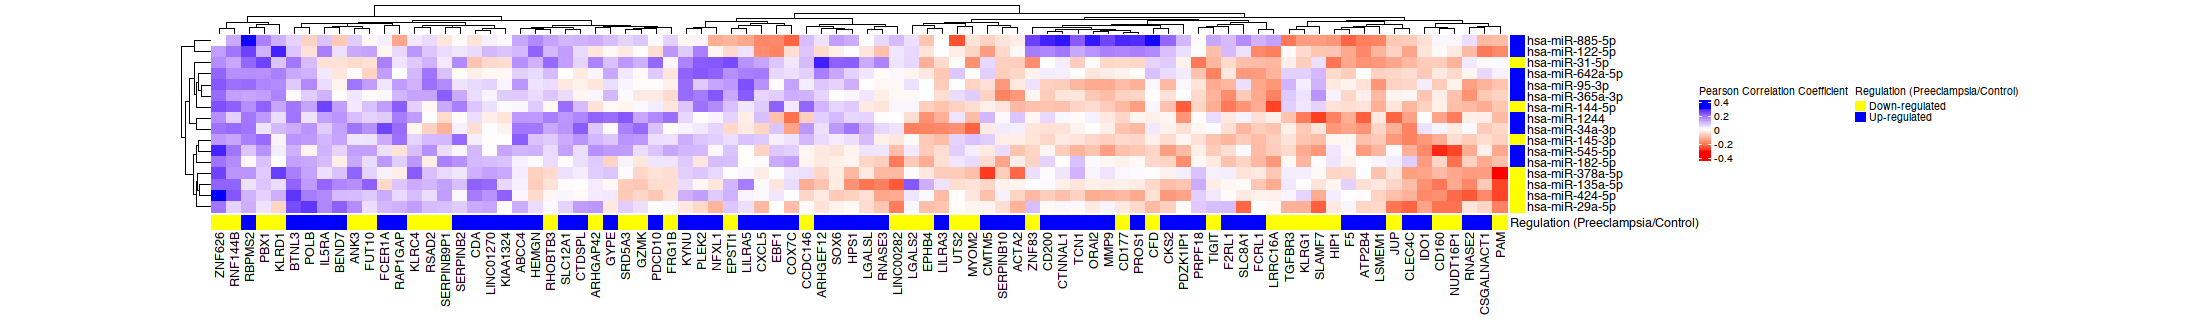 hsa-miR-885-5p
hsa-miR-122-5p
hsa-miR-31-5p
hsa-miR-642a-5p
hsa-miR-95-3p
hsa-miR-365a-3p
hsa-miR-144-5p
hsa-miR-1244
hsa-miR-34a-3p
hsa-miR-145-3p
hsa-miR-545-5p
hsa-miR-182-5p
hsa-miR-378a-5p
hsa-miR-135a-5p
hsa-miR-424-5p
hsa-miR-29a-5p
Regulation (Preeclampsia/Control)
ZNF626
RNF144B
RBPMS2
PBX1
KLRD1
BTNL3
POLB
IL5RA
BEND7
ANK3
FUT10
FCER1A
RAP1GAP
KLRC4
RSAD2
SERPINB9P1
SERPINB2
CDA
LINC01270
KIAA1324
ABCC4
HEMGN
RHOBTB3
SLC12A1
CTDSPL
ARHGAP42
GYPE
SRD5A3
GZMK
PDCD10
FRG1B
KYNU
PLEK2
NFXL1
EPSTI1
LILRA5
CXCL5
EBF1
COX7C
CCDC146
ARHGEF12
SOX6
HPS1
LGALSL
RNASE3
LINC00282
LGALS2
EPHB4
LILRA3
UTS2
MYOM2
CMTM5
SERPINB10
ACTA2
ZNF83
CD200
CTNNAL1
TCN1
ORAI2
MMP9
CD177
PROS1
CFD
CKS2
PDZK1IP1
PRPF18
TIGIT
F2RL1
SLC8A1
FCRL1
LRRC16A
TGFBR3
KLRG1
SLAMF7
HIP1
F5
ATP2B4
LSMEM1
JUP
CLEC4C
IDO1
CD160
NUDT16P1
RNASE2
CSGALNACT1
PAM
Pearson Correlation Coefficient
0.4
0.2
0
-0.2
-0.4
Regulation (Preeclampsia/Control)
Down-regulated
Up-regulated